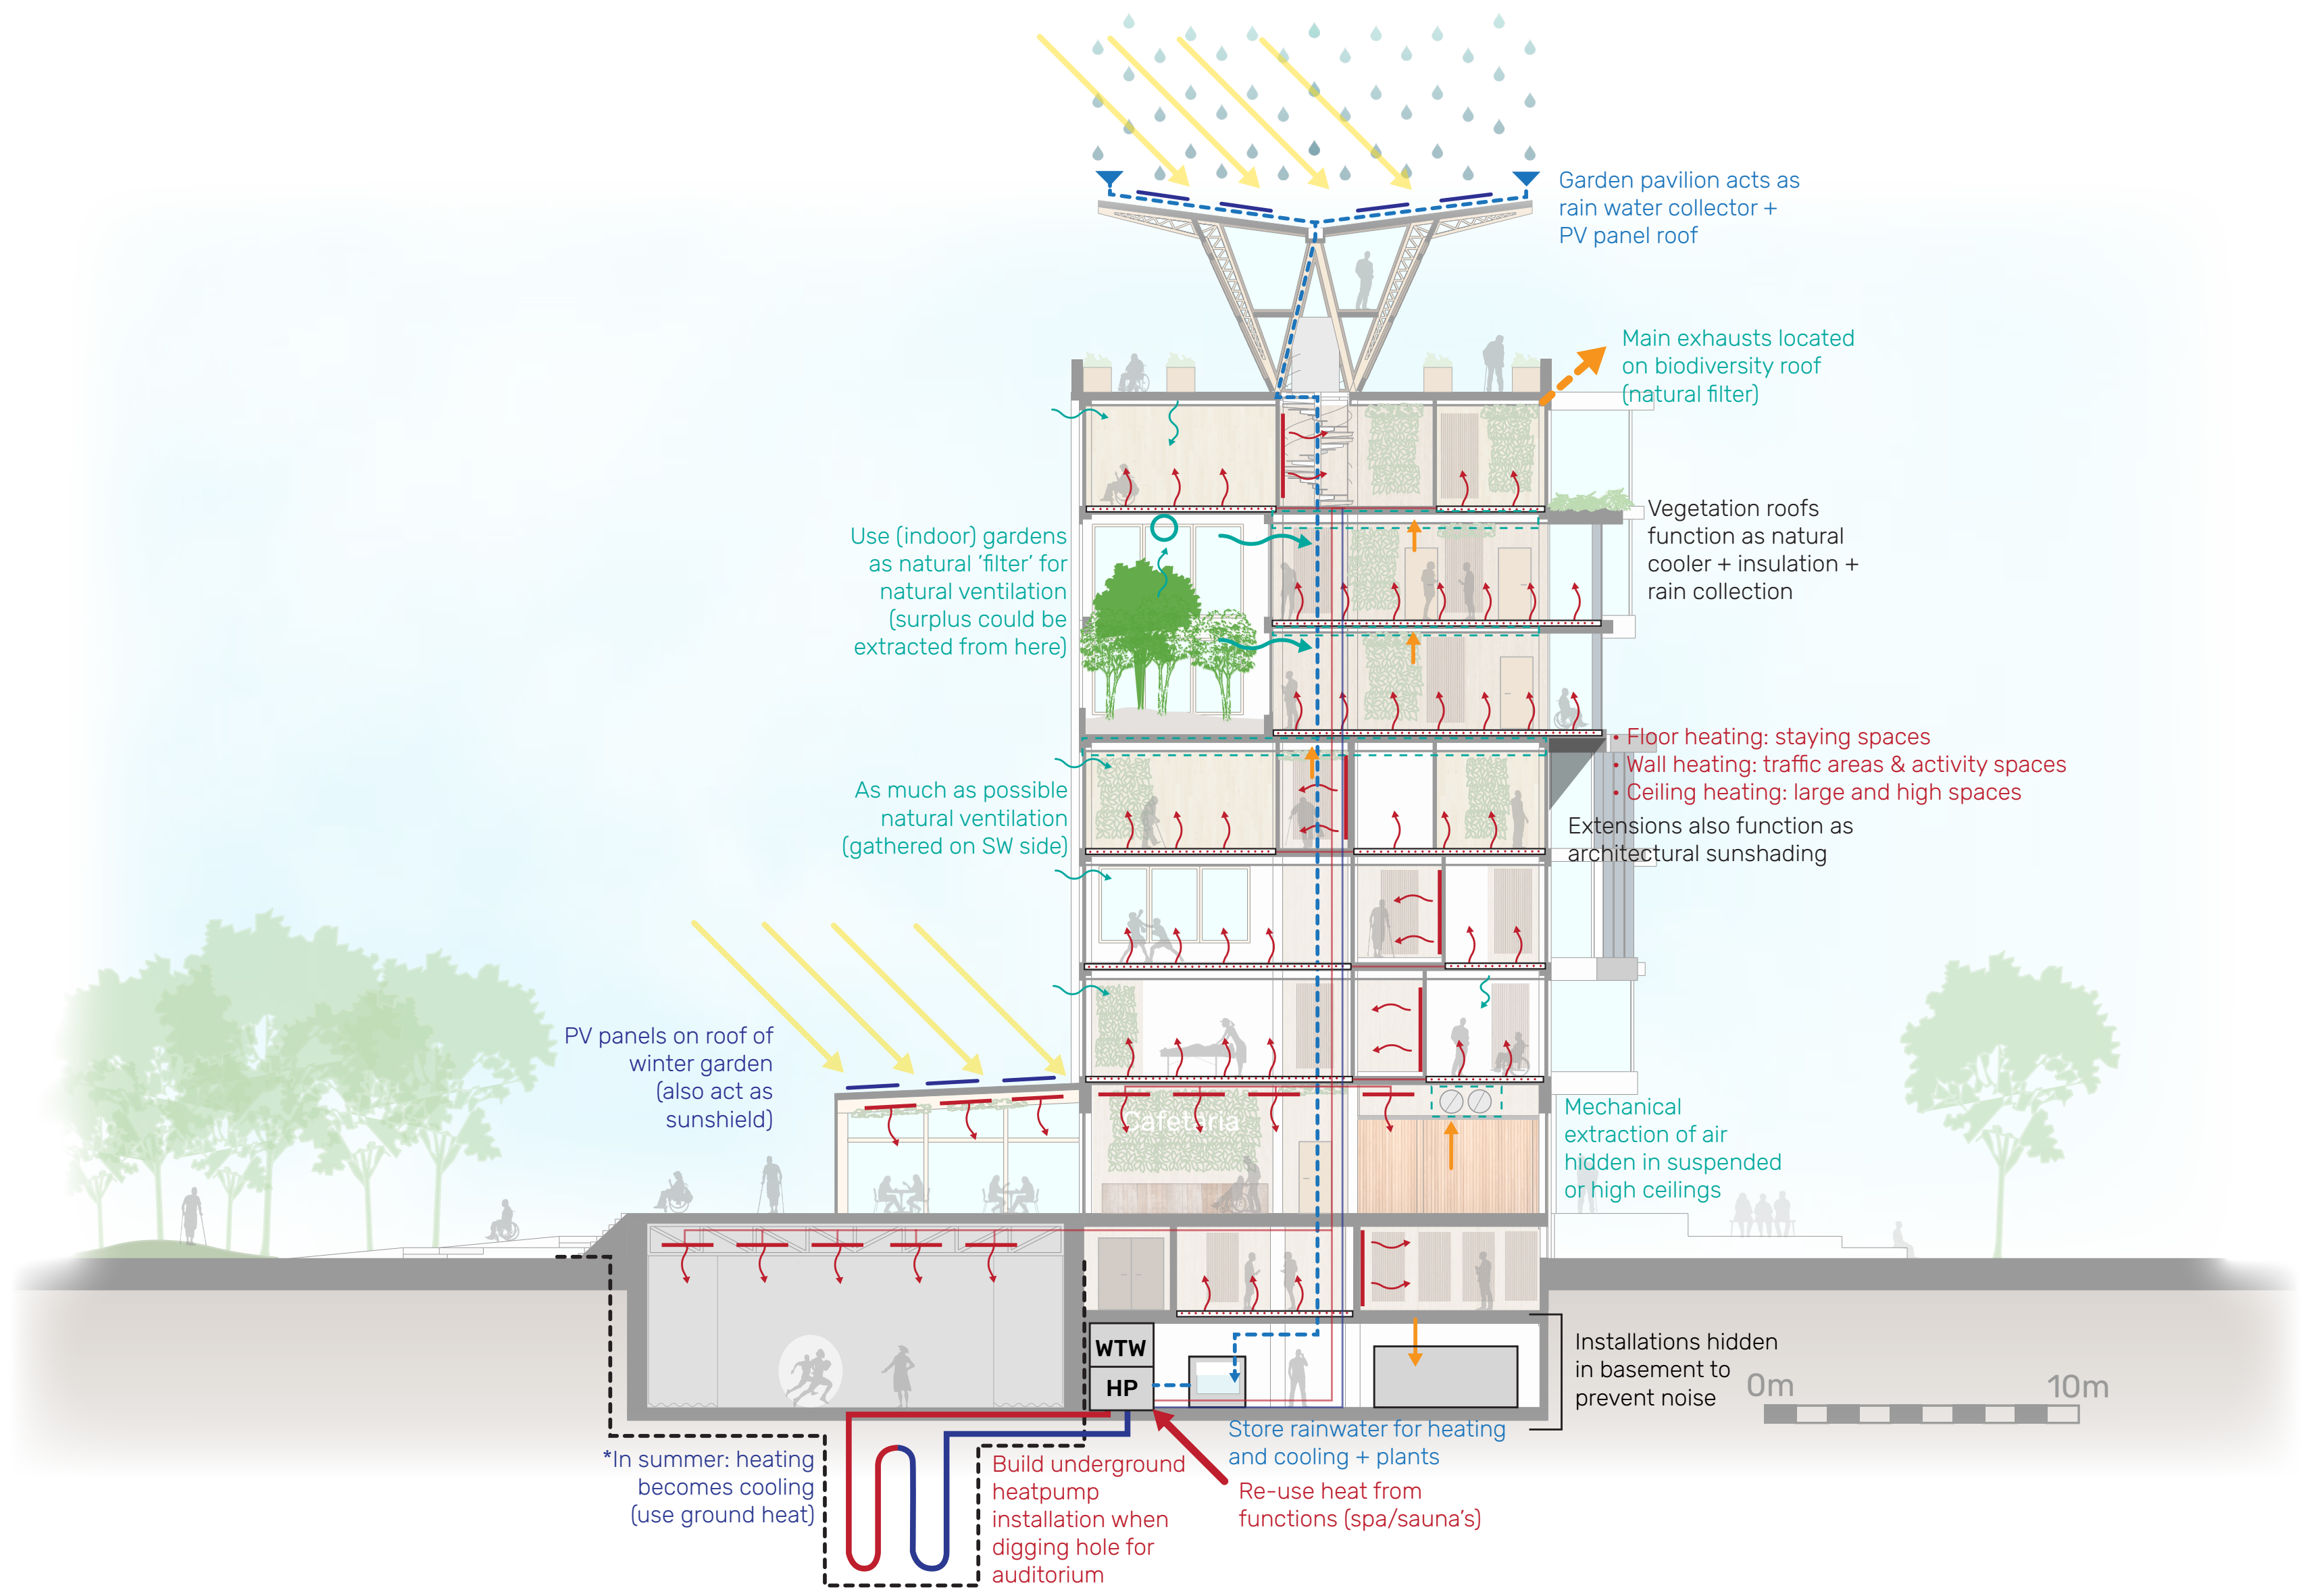 Garden pavilion acts as
rain water collector +
PV panel roof
Main exhausts located
on biodiversity roof
(natural filter)
Vegetation roofs
function as natural
cooler + insulation +
rain collection
Use (indoor) gardens
as natural 'filter' for
natural ventilation
(surplus could be
extracted from here)
• Floor heating: staying spaces
• Wall heating: traffic areas & activity spaces
• Ceiling heating: large and high spaces
As much as possible
natural ventilation
(gathered on SW side)
Extensions also function as
architectural sunshading
PV panels on roof of
winter garden
(also act as
sunshield)
Cafetaria
Mechanical
extraction of air
hidden in suspended
or high ceilings
WTW
HP
Installations hidden
in basement to
prevent noise
0m 10m
Store rainwater for heating
and cooling + plants
*In summer: heating
becomes cooling
(use ground heat)
Build underground
heatpump
installation when
digging hole for
auditorium
Re-use heat from
functions (spa/sauna's)